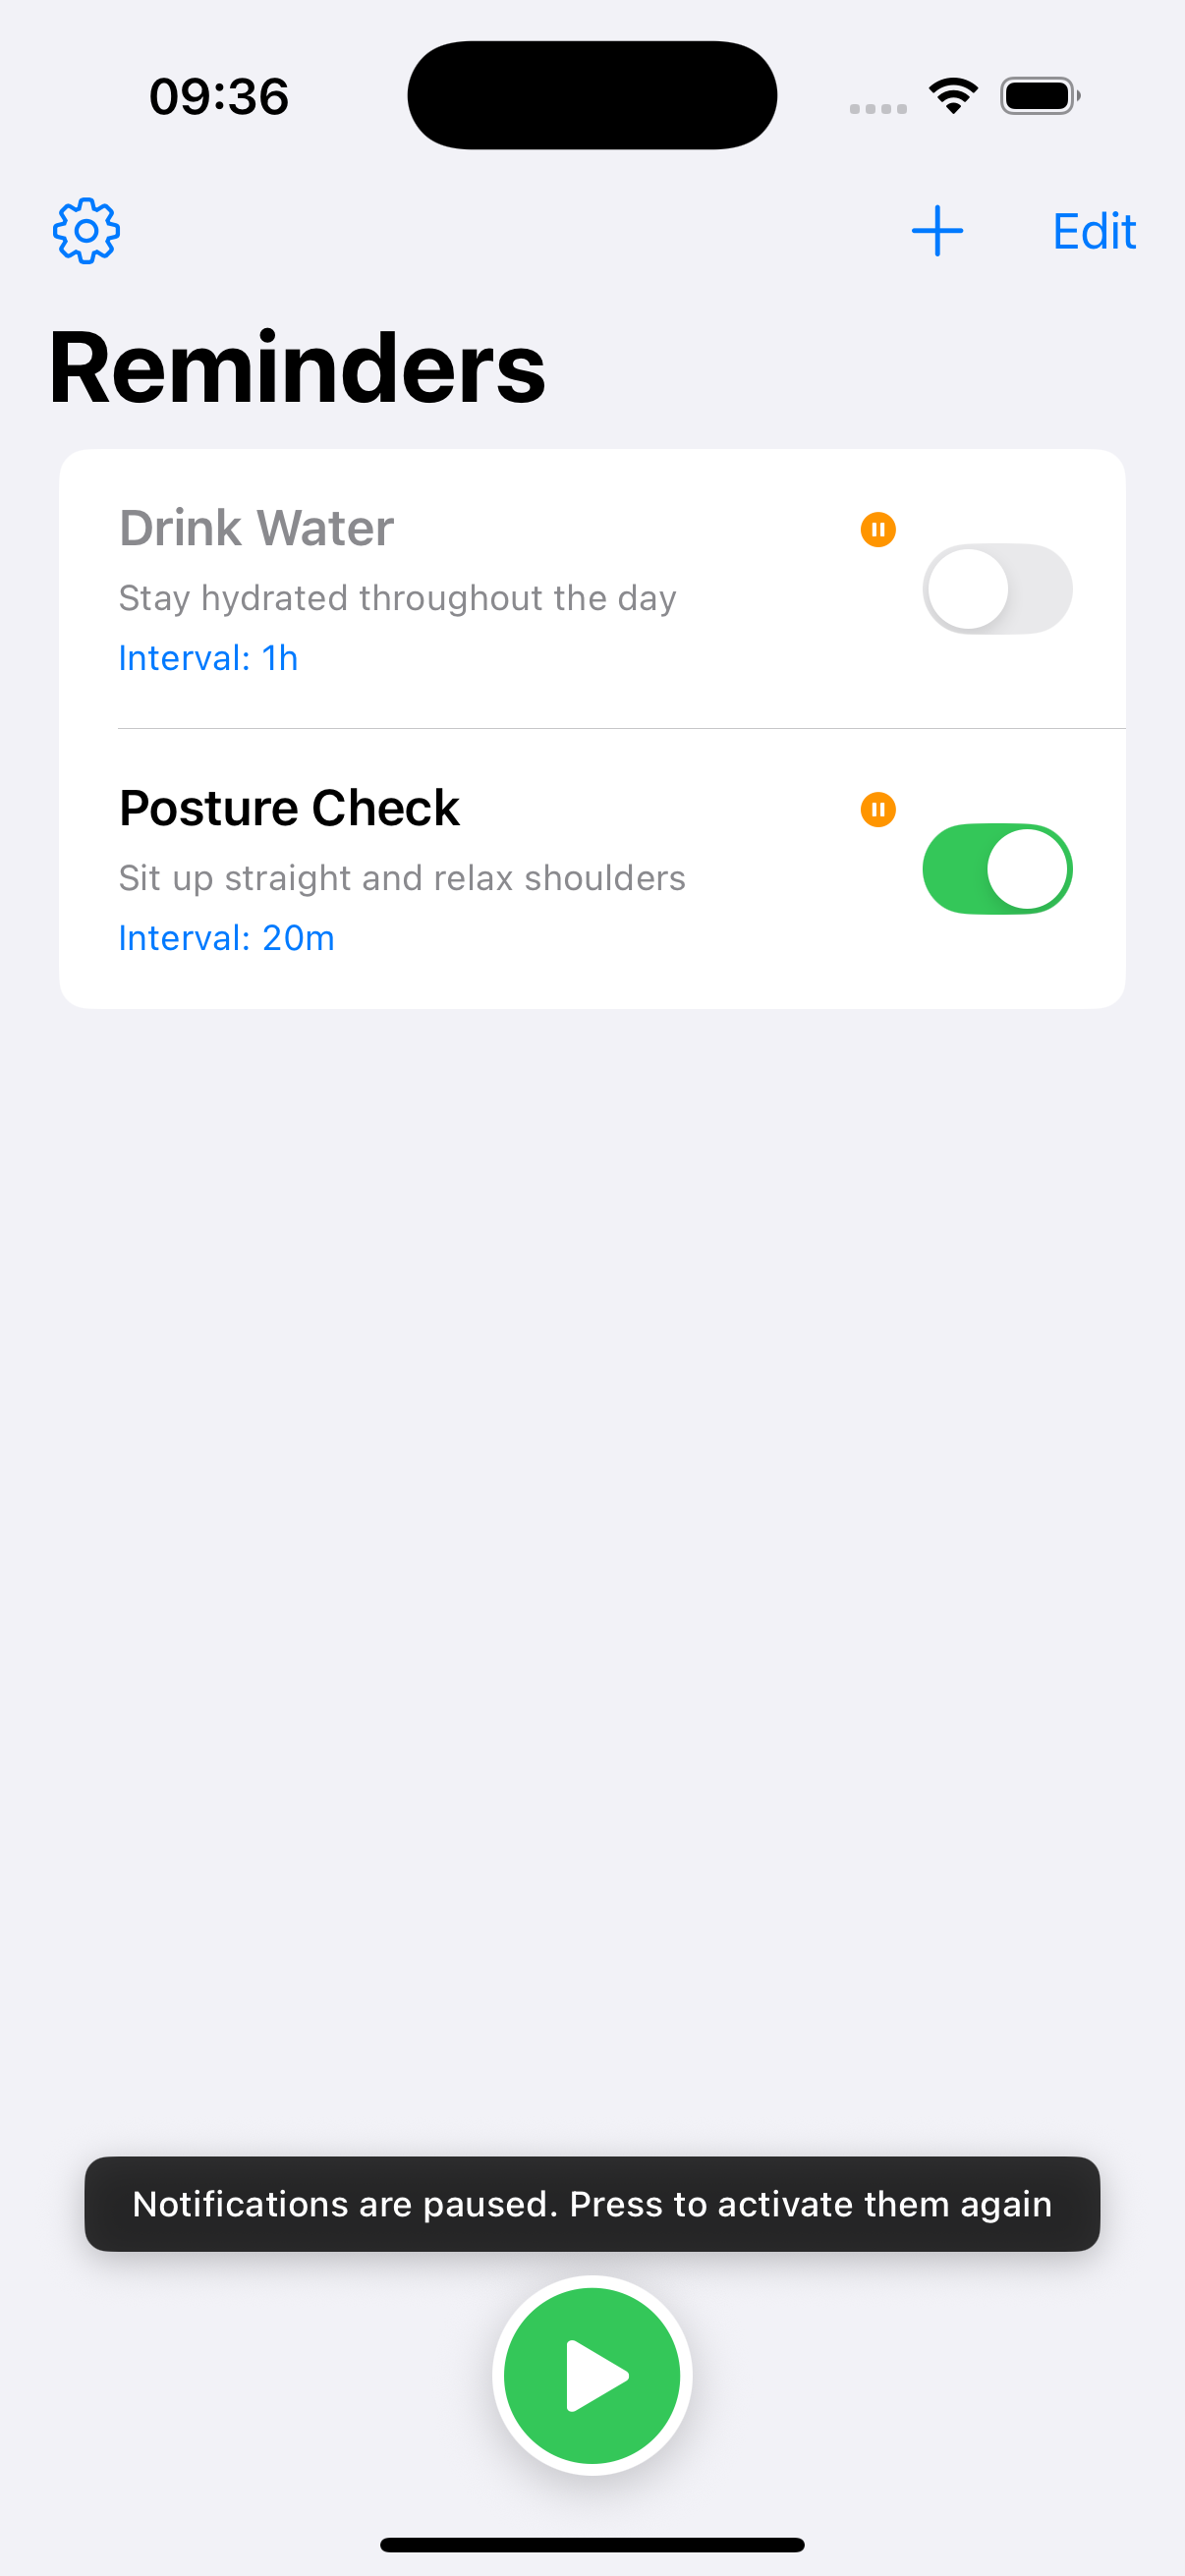 09:36
Edit
Reminders
Drink Water
Stay hydrated throughout the day
Interval: 1h
Posture Check
Sit up straight and relax shoulders
Interval: 20m
Notifications are paused. Press to activate them again